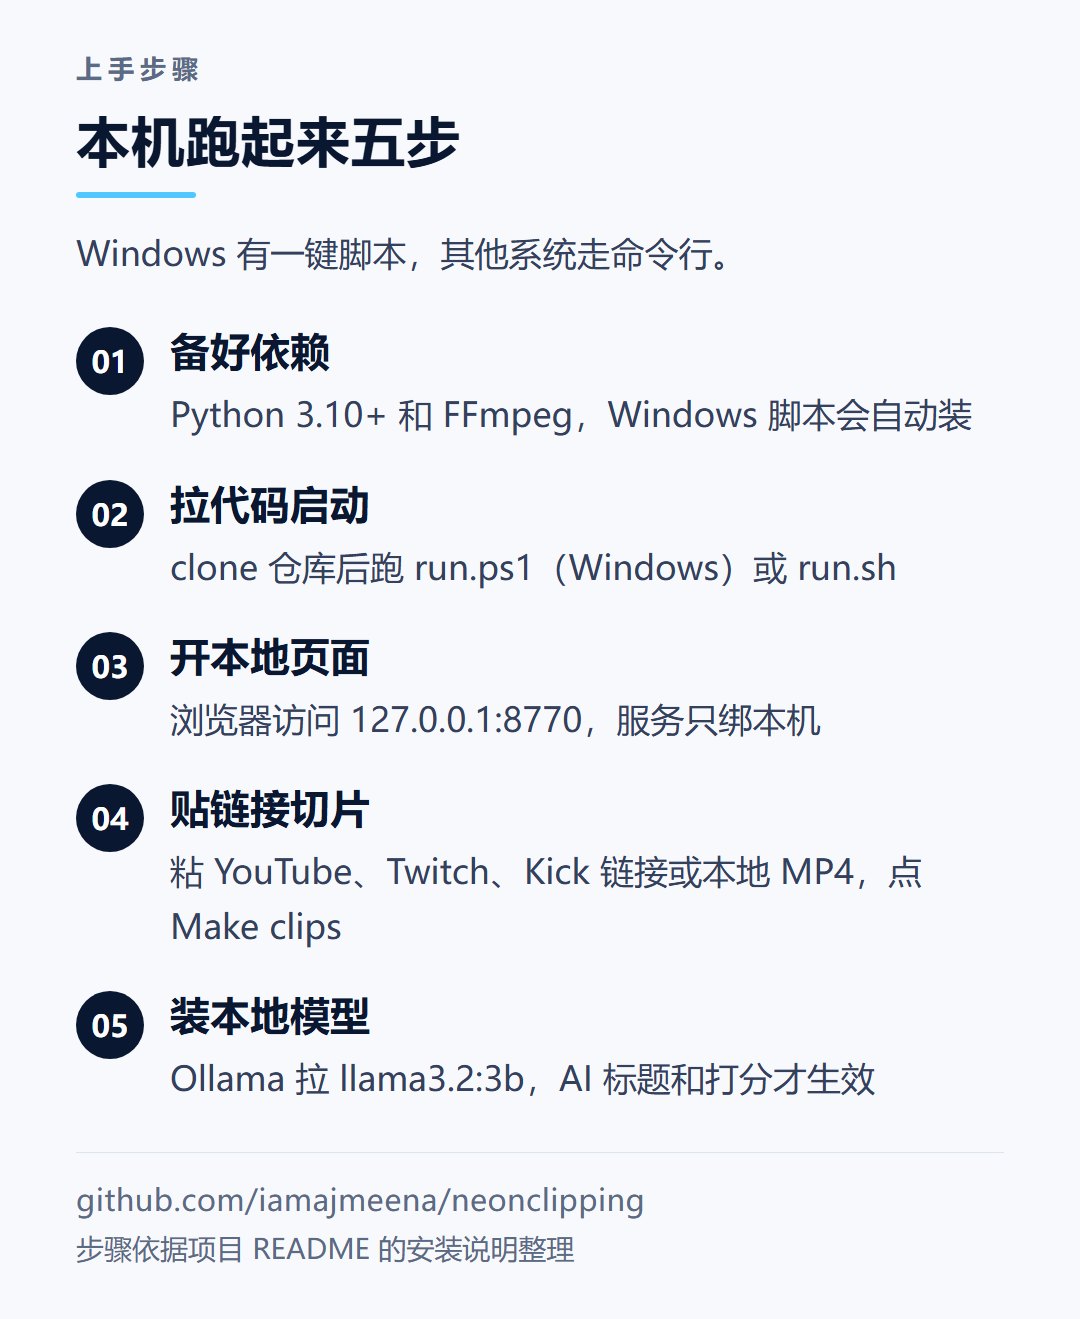 上手步骤
本机跑起来五步
Windows 有一键脚本，其他系统走命令行。
01
备好依赖
Python 3.10+ 和 FFmpeg，Windows 脚本会自动装
02
拉代码启动
clone 仓库后跑 run.ps1（Windows）或 run.sh
03
开本地页面
浏览器访问 127.0.0.1:8770，服务只绑本机
04
贴链接切片
粘 YouTube、Twitch、Kick 链接或本地 MP4，点
Make clips
05
装本地模型
Ollama 拉 llama3.2:3b，AI 标题和打分才生效
github.com/iamajmeena/neonclipping
步骤依据项目 README 的安装说明整理